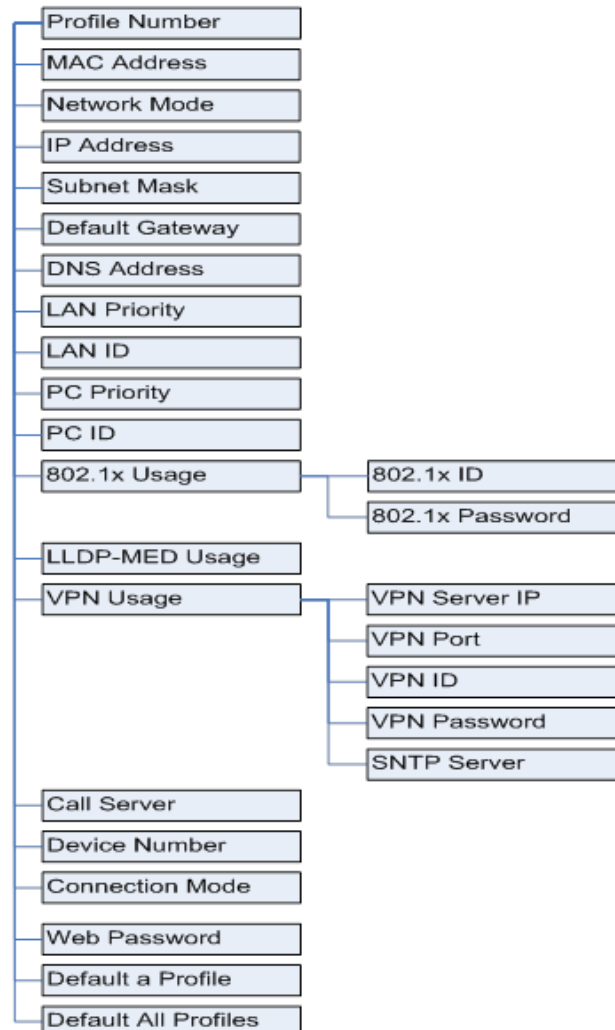 Profile Number
MAC Address
Network Mode
IP Address
Subnet Mask
Default Gateway
DNS Address
LAN Priority
LAN ID
PC Priority
PC ID
802.1x Usage
802.1x ID
802.1x Password
LLDP-MED Usage
VPN Usage
VPN Server IP
VPN Port
VPN ID
VPN Password
SNTP Server
Call Server
Device Number
Connection Mode
Web Password
Default a Profile
Default All Profiles